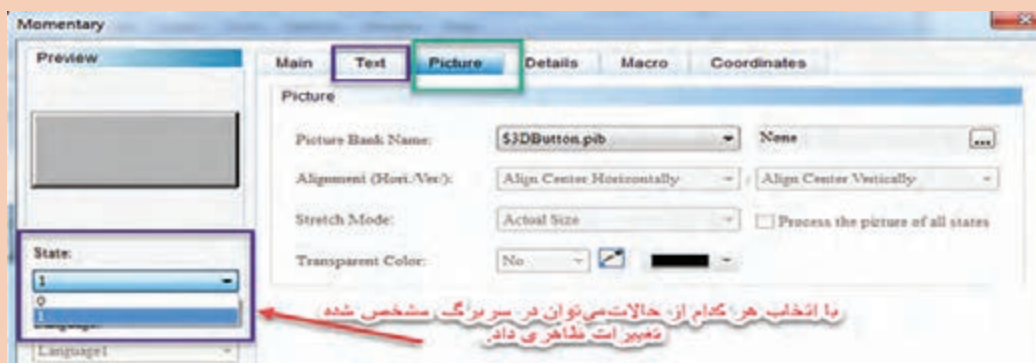 Momentary
Preview
Main Text Picture Details Macro Coordinates
Picture
Picture Bank Name: $3DButton.pib None ...
Alignment (Hori./Ver/): Align Center Horizontally / Align Center Vertically
Stretch Mode: Actual Size Process the picture of all states
Transparent Color: No
State:
1
0
1
Language:
Language1
با انتخاب هر کدام از حالات می‌توان در سربرگ مشخص شده
تغییرات ظاهری داد.